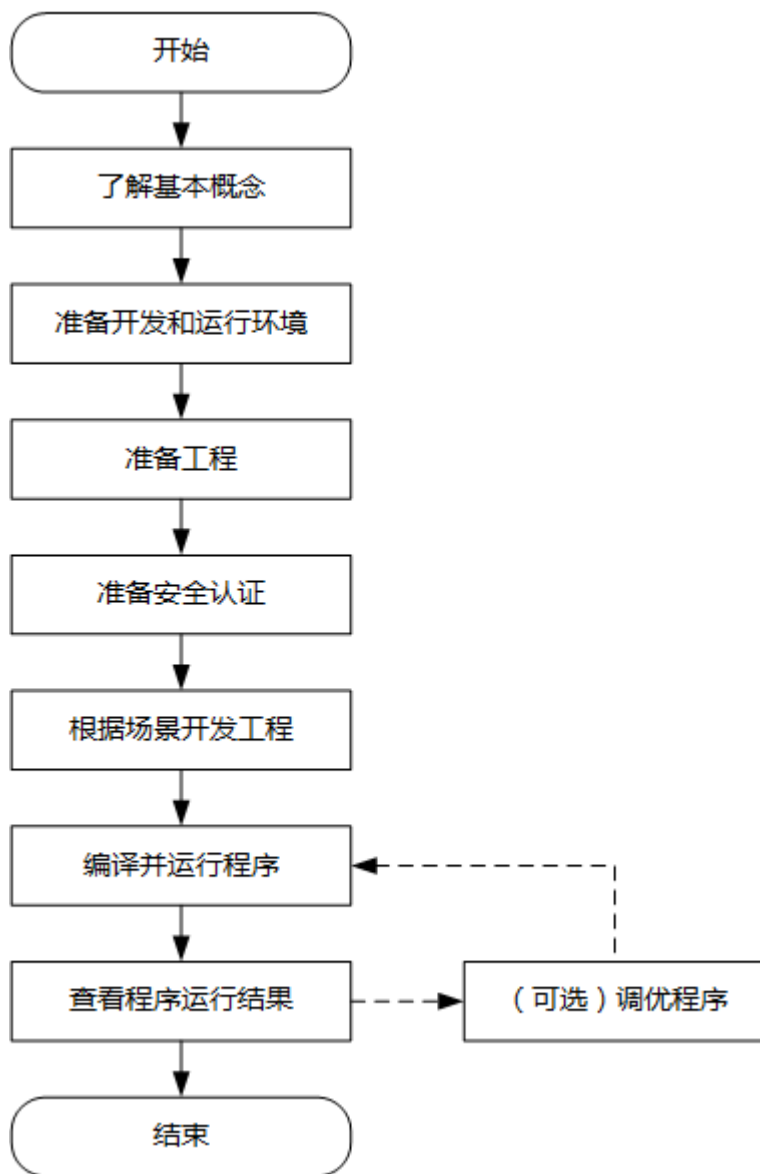 开始
了解基本概念
准备开发和运行环境
准备工程
准备安全认证
根据场景开发工程
编译并运行程序
查看程序运行结果
（可选）调优程序
结束